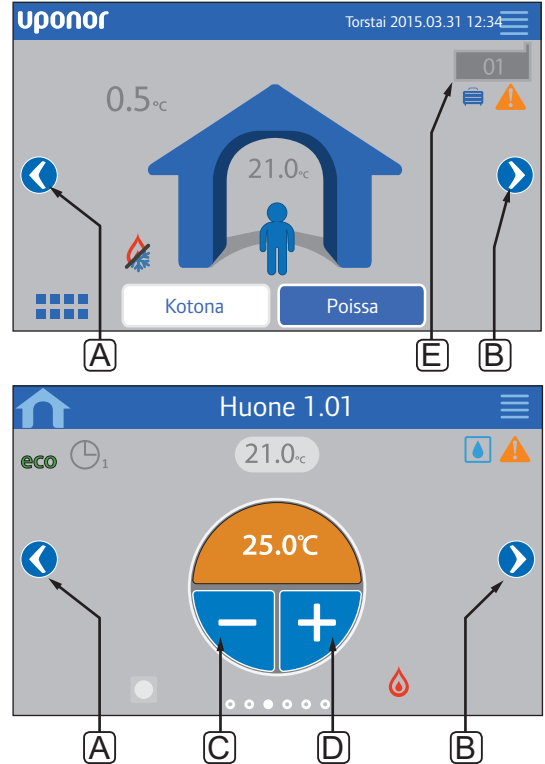 uponor Torstai 2015.03.31 12:34
01
0.5°C
21.0°C
Kotona Poissa
A E B
Huone 1.01
eco 1 21.0°C
25.0°C
A C D B